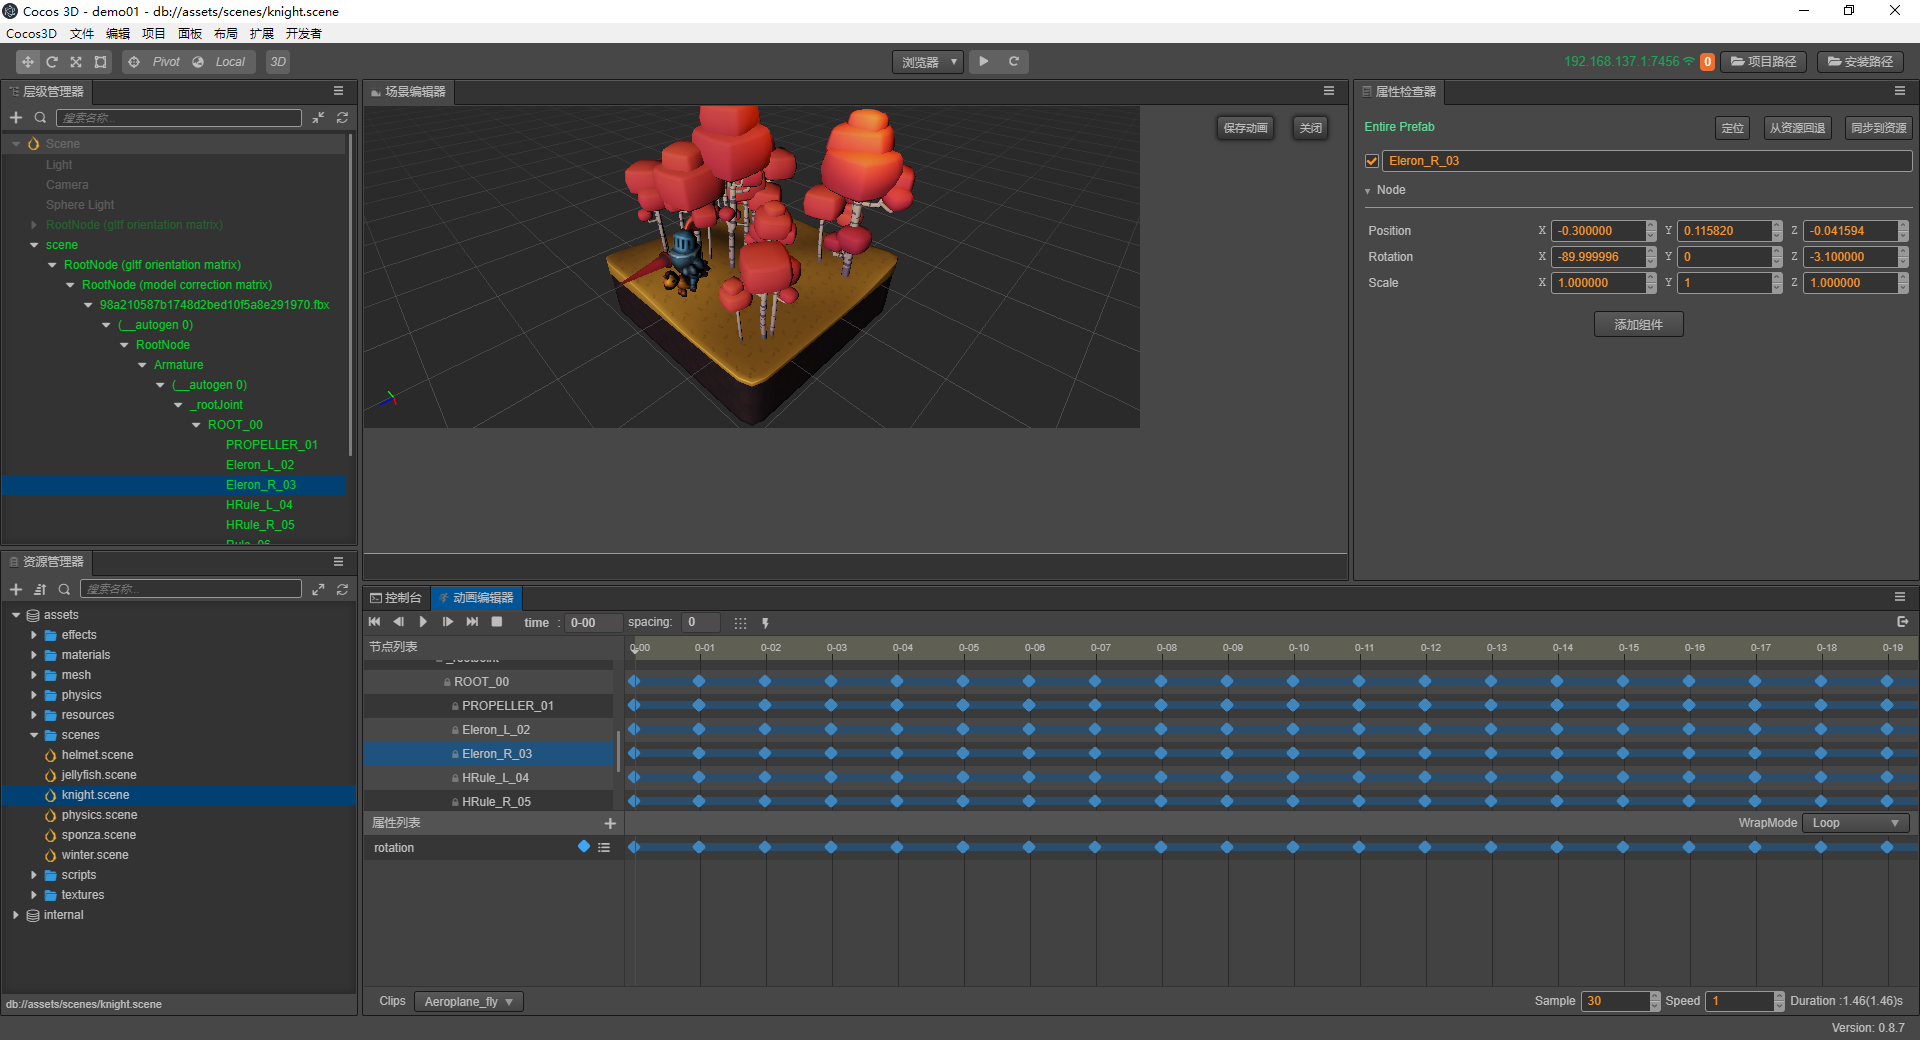 Cocos 3D - demo01 - db://assets/scenes/knight.scene
Cocos3D 文件 编辑 项目 面板 布局 扩展 开发者
Pivot Local 3D
浏览器
192.168.137.1:7456 0 项目路径 安装路径
层级管理器
搜索名称...
Scene
Light
Camera
Sphere Light
RootNode (gltf orientation matrix)
scene
RootNode (gltf orientation matrix)
RootNode (model correction matrix)
98a210587b1748d2bed10f5a8e291970.fbx
(__autogen 0)
RootNode
Armature
(__autogen 0)
_rootJoint
ROOT_00
PROPELLER_01
Eleron_L_02
Eleron_R_03
HRule_L_04
HRule_R_05
Rule_06
资源管理器
搜索名称...
assets
effects
materials
mesh
physics
resources
scenes
helmet.scene
jellyfish.scene
knight.scene
physics.scene
sponza.scene
winter.scene
scripts
textures
internal
db://assets/scenes/knight.scene
场景编辑器
保存动画 关闭
属性检查器
Entire Prefab 定位 从资源回退 同步到资源
Eleron_R_03
Node
Position X -0.300000 Y 0.115820 Z -0.041594
Rotation X -89.999996 Y 0 Z -3.100000
Scale X 1.000000 Y 1 Z 1.000000
添加组件
控制台 动画编辑器
time : 0-00 spacing: 0
节点列表 0-00 0-01 0-02 0-03 0-04 0-05 0-06 0-07 0-08 0-09 0-10 0-11 0-12 0-13 0-14 0-15 0-16 0-17 0-18 0-19
_rootJoint
ROOT_00
PROPELLER_01
Eleron_L_02
Eleron_R_03
HRule_L_04
HRule_R_05
属性列表 WrapMode Loop
rotation
Clips Aeroplane_fly Sample 30 Speed 1 Duration :1.46(1.46)s
Version: 0.8.7